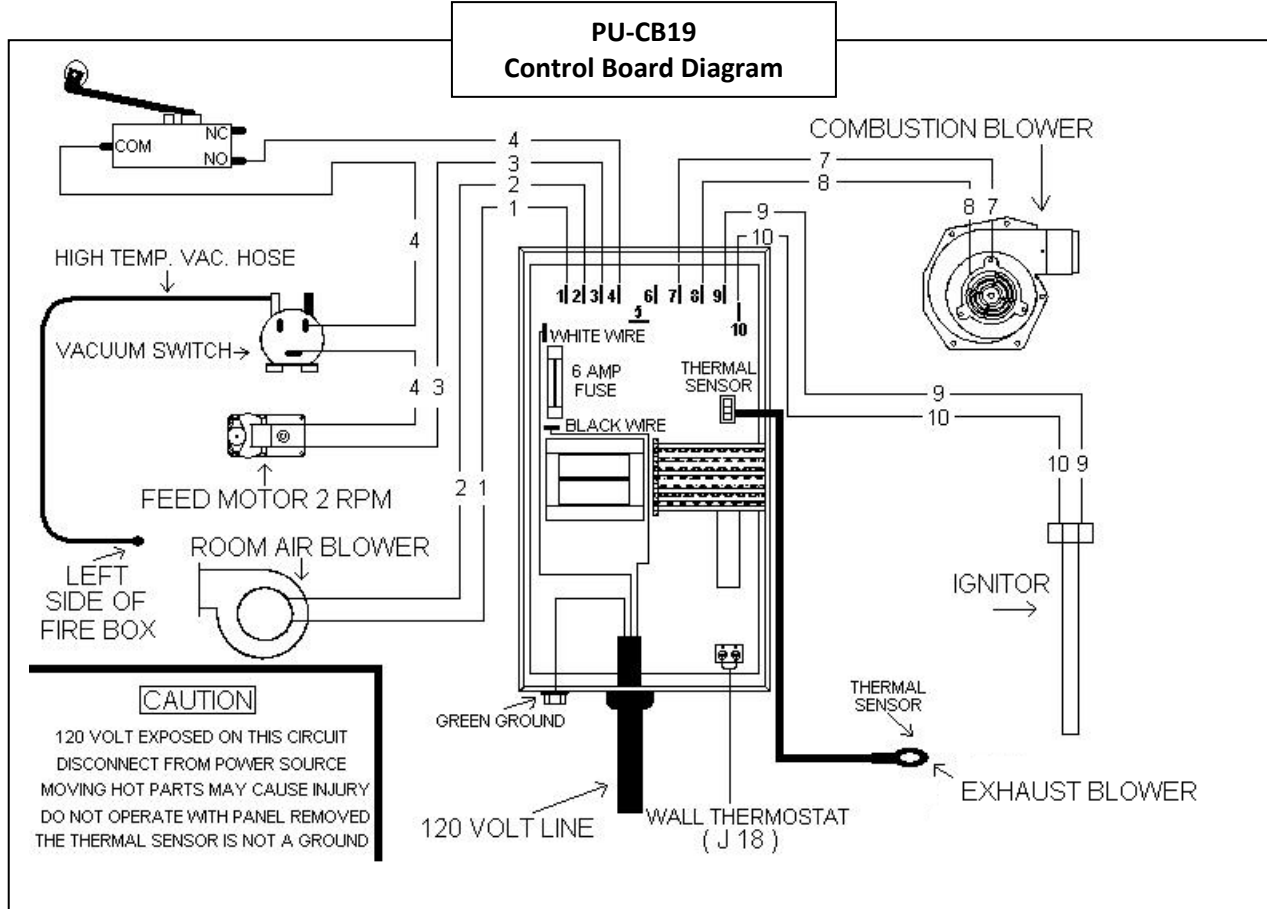 PU-CB19
Control Board Diagram
NC
COM
NO
4
3
2
1
4
7
8
COMBUSTION BLOWER
8 7
9
10
HIGH TEMP. VAC. HOSE
VACUUM SWITCH
1 2 3 4 5 6 7 8 9
10
WHITE WIRE
6 AMP
FUSE
THERMAL
SENSOR
BLACK WIRE
4 3
9
10
FEED MOTOR 2 RPM
2 1
10 9
ROOM AIR BLOWER
LEFT
SIDE OF
FIRE BOX
IGNITOR
GREEN GROUND
THERMAL
SENSOR
EXHAUST BLOWER
120 VOLT LINE
WALL THERMOSTAT
( J 18 )
CAUTION
120 VOLT EXPOSED ON THIS CIRCUIT
DISCONNECT FROM POWER SOURCE
MOVING HOT PARTS MAY CAUSE INJURY
DO NOT OPERATE WITH PANEL REMOVED
THE THERMAL SENSOR IS NOT A GROUND